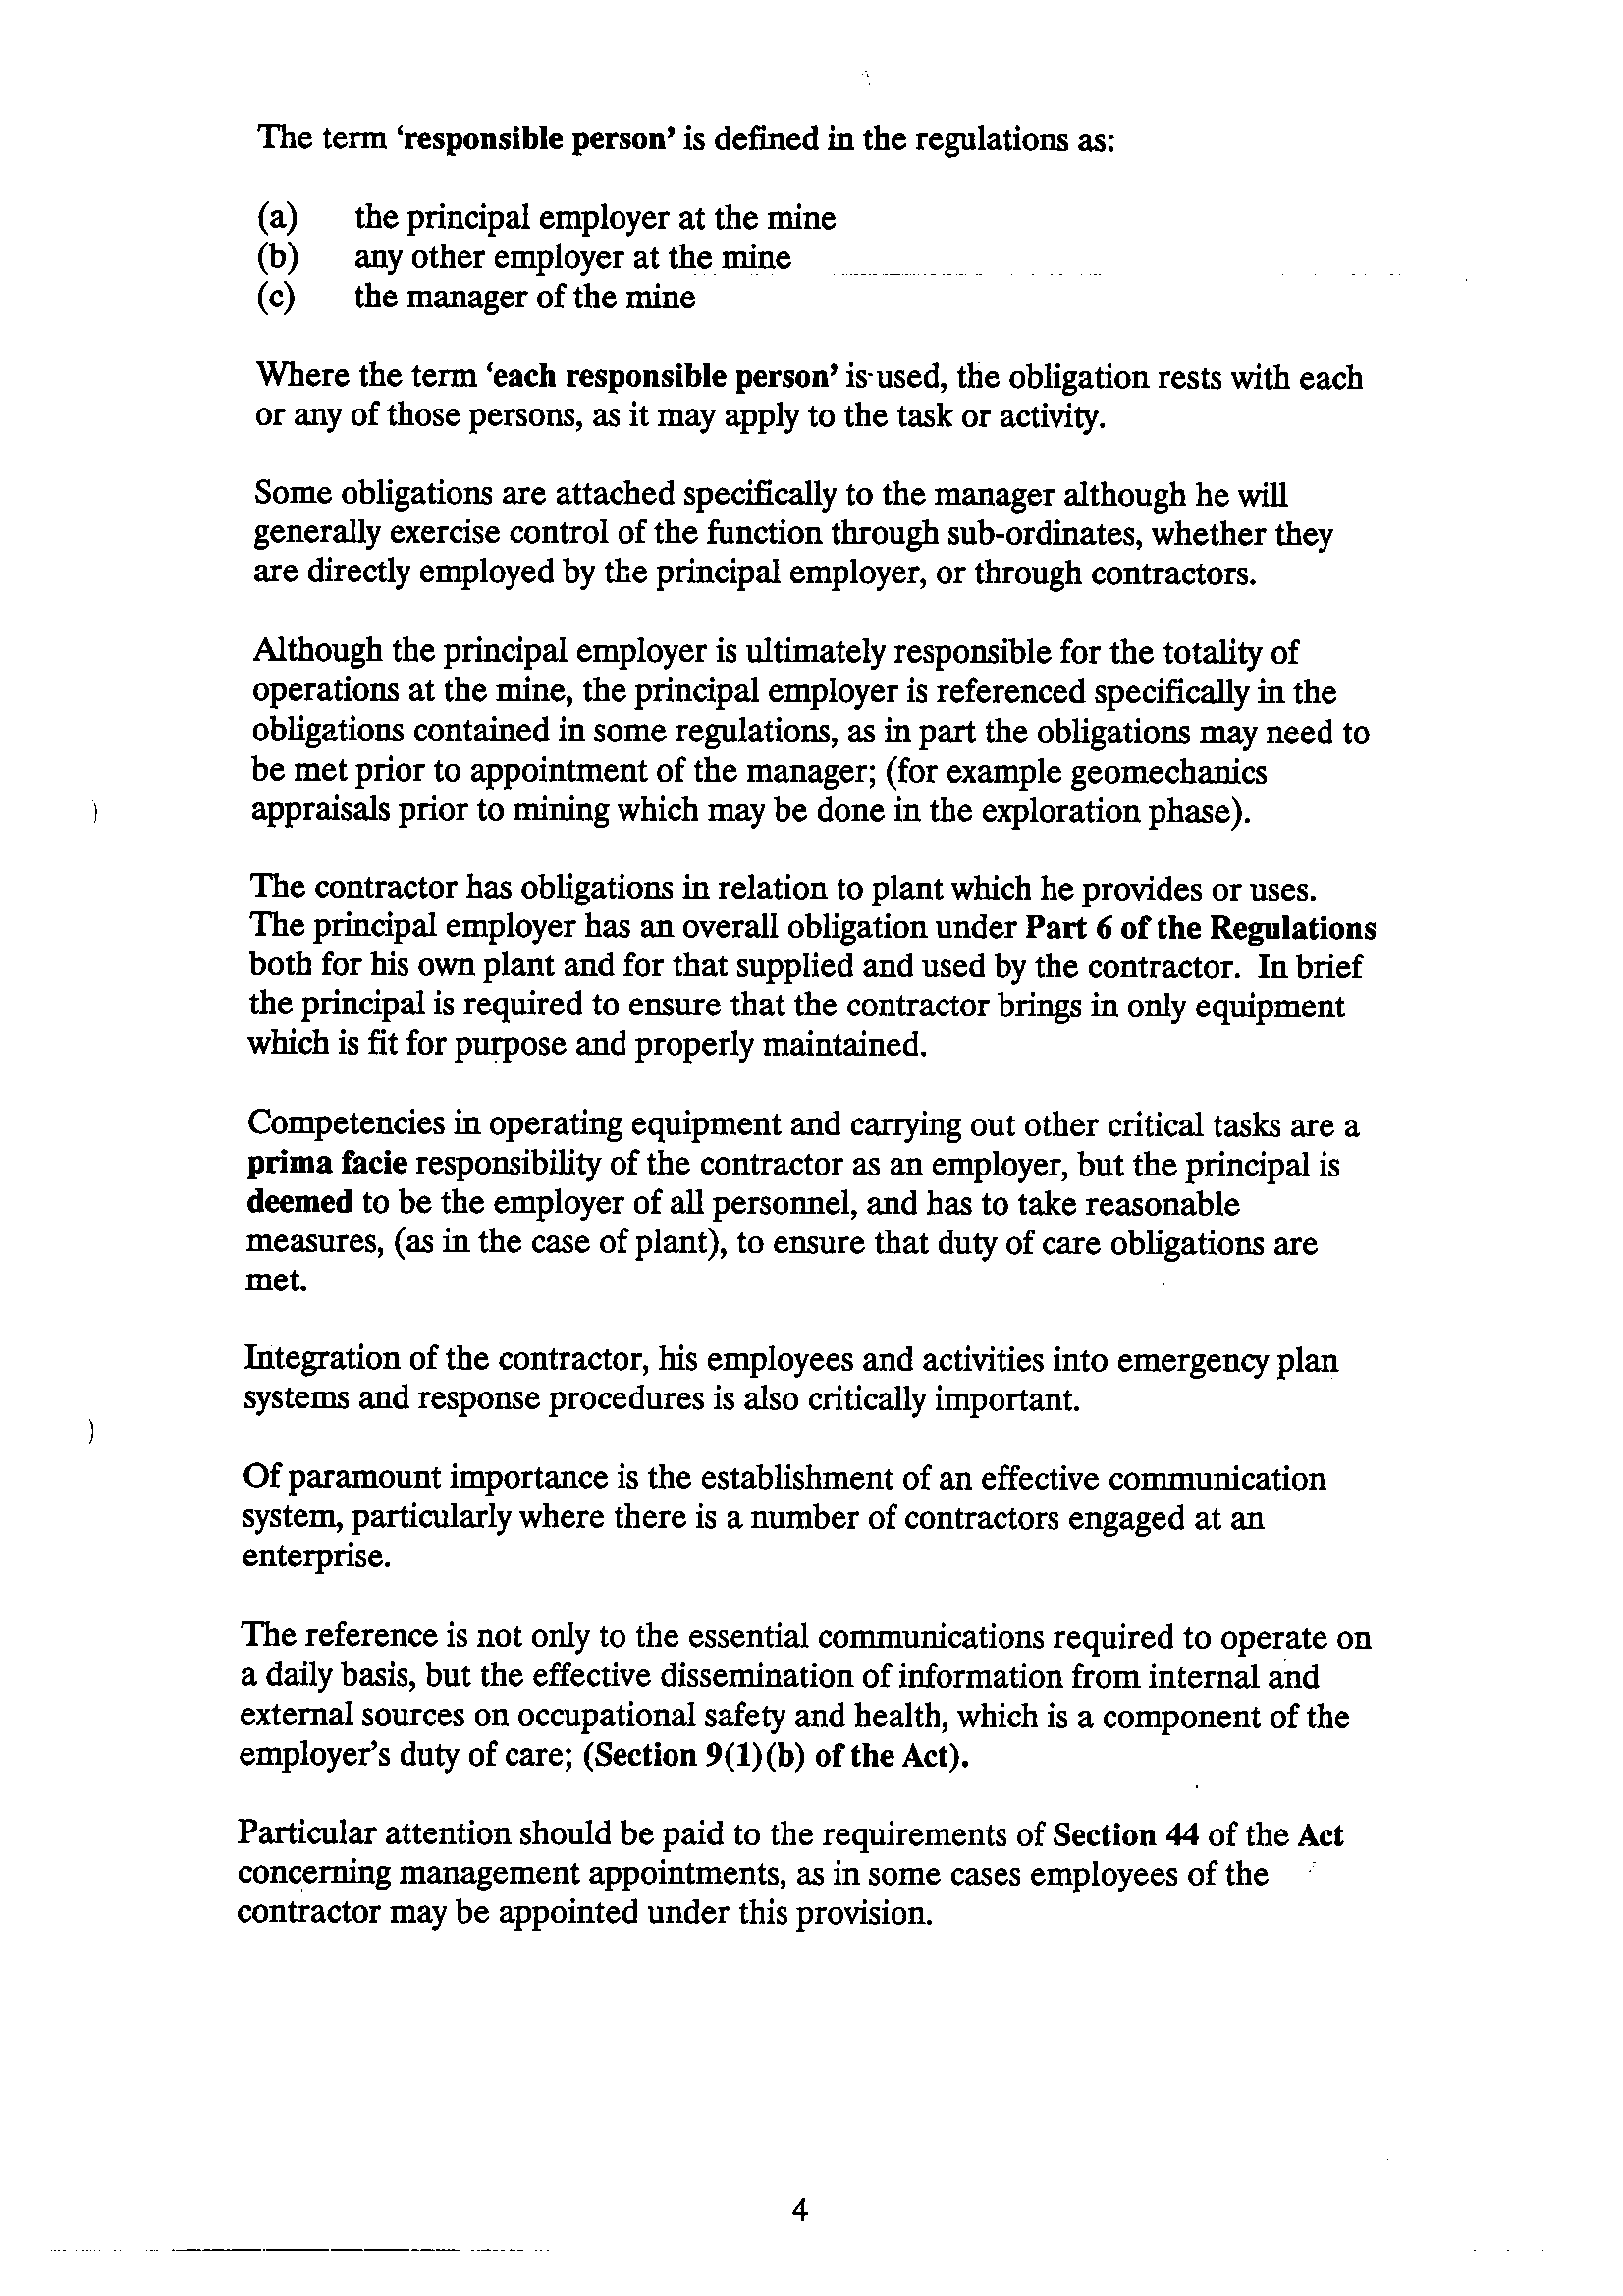 The term ‘responsible person’ is defined in the regulations as:
(a) the principal employer at the mine
(b) any other employer at the mine
(c) the manager of the mine
Where the term ‘each responsible person’ is used, the obligation rests with each
or any of those persons, as it may apply to the task or activity.
Some obligations are attached specifically to the manager although he will
generally exercise control of the function through sub-ordinates, whether they
are directly employed by the principal employer, or through contractors.
Although the principal employer is ultimately responsible for the totality of
operations at the mine, the principal employer is referenced specifically in the
obligations contained in some regulations, as in part the obligations may need to
be met prior to appointment of the manager; (for example geomechanics
appraisals prior to mining which may be done in the exploration phase).
The contractor has obligations in relation to plant which he provides or uses.
The principal employer has an overall obligation under Part 6 of the Regulations
both for his own plant and for that supplied and used by the contractor. In brief
the principal is required to ensure that the contractor brings in only equipment
which is fit for purpose and properly maintained.
Competencies in operating equipment and carrying out other critical tasks are a
prima facie responsibility of the contractor as an employer, but the principal is
deemed to be the employer of all personnel, and has to take reasonable
measures, (as in the case of plant), to ensure that duty of care obligations are
met.
Integration of the contractor, his employees and activities into emergency plan
systems and response procedures is also critically important.
Of paramount importance is the establishment of an effective communication
system, particularly where there is a number of contractors engaged at an
enterprise.
The reference is not only to the essential communications required to operate on
a daily basis, but the effective dissemination of information from internal and
external sources on occupational safety and health, which is a component of the
employer’s duty of care; (Section 9(1)(b) of the Act).
Particular attention should be paid to the requirements of Section 44 of the Act
concerning management appointments, as in some cases employees of the
contractor may be appointed under this provision.
4